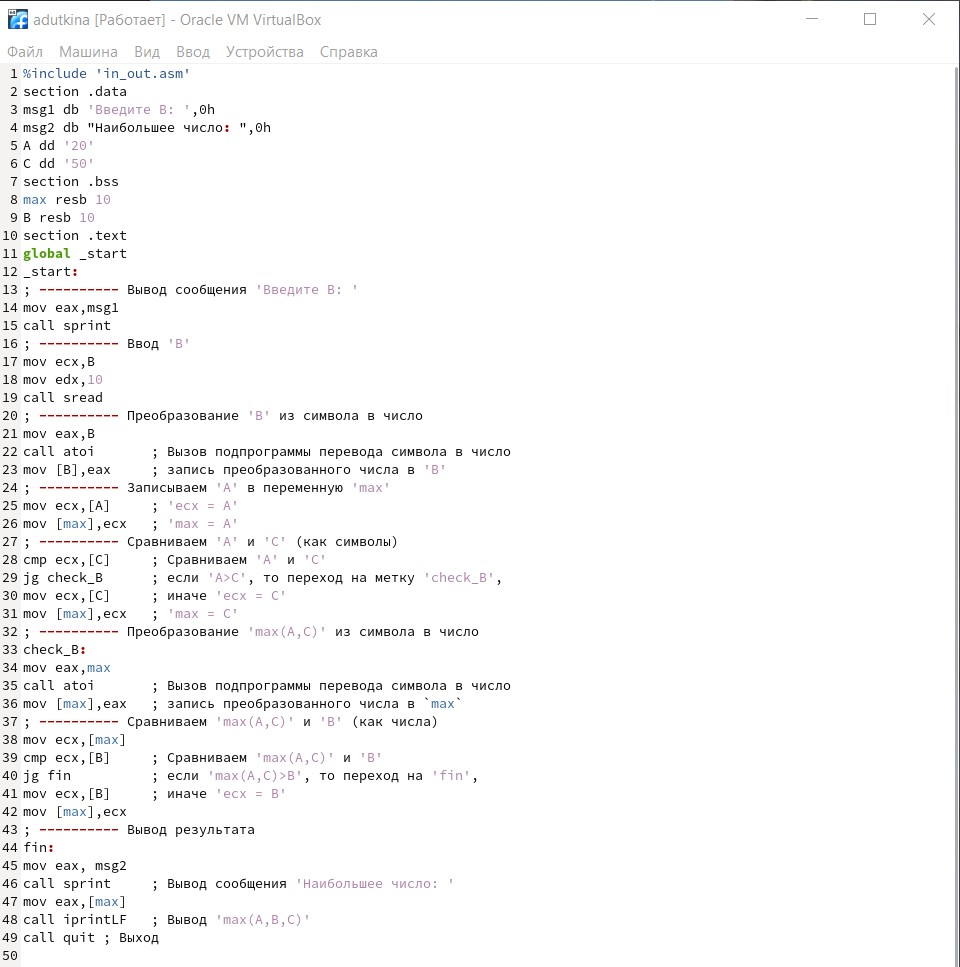 adutkina [Работает] - Oracle VM VirtualBox
Файл Машина Вид Ввод Устройства Справка
1 %include 'in_out.asm'
2 section .data
3 msg1 db 'Введите B: ',0h
4 msg2 db "Наибольшее число: ",0h
5 A dd '20'
6 C dd '50'
7 section .bss
8 max resb 10
9 B resb 10
10 section .text
11 global _start
12 _start:
13 ; ---------- Вывод сообщения 'Введите B: '
14 mov eax,msg1
15 call sprint
16 ; ---------- Ввод 'B'
17 mov ecx,B
18 mov edx,10
19 call sread
20 ; ---------- Преобразование 'B' из символа в число
21 mov eax,B
22 call atoi ; Вызов подпрограммы перевода символа в число
23 mov [B],eax ; запись преобразованного числа в 'B'
24 ; ---------- Записываем 'A' в переменную 'max'
25 mov ecx,[A] ; 'ecx = A'
26 mov [max],ecx ; 'max = A'
27 ; ---------- Сравниваем 'A' и 'С' (как символы)
28 cmp ecx,[C] ; Сравниваем 'A' и 'С'
29 jg check_B ; если 'A>C', то переход на метку 'check_B',
30 mov ecx,[C] ; иначе 'ecx = C'
31 mov [max],ecx ; 'max = C'
32 ; ---------- Преобразование 'max(A,C)' из символа в число
33 check_B:
34 mov eax,max
35 call atoi ; Вызов подпрограммы перевода символа в число
36 mov [max],eax ; запись преобразованного числа в `max`
37 ; ---------- Сравниваем 'max(A,C)' и 'B' (как числа)
38 mov ecx,[max]
39 cmp ecx,[B] ; Сравниваем 'max(A,C)' и 'B'
40 jg fin ; если 'max(A,C)>B', то переход на 'fin',
41 mov ecx,[B] ; иначе 'ecx = B'
42 mov [max],ecx
43 ; ---------- Вывод результата
44 fin:
45 mov eax, msg2
46 call sprint ; Вывод сообщения 'Наибольшее число: '
47 mov eax,[max]
48 call iprintLF ; Вывод 'max(A,B,C)'
49 call quit ; Выход
50